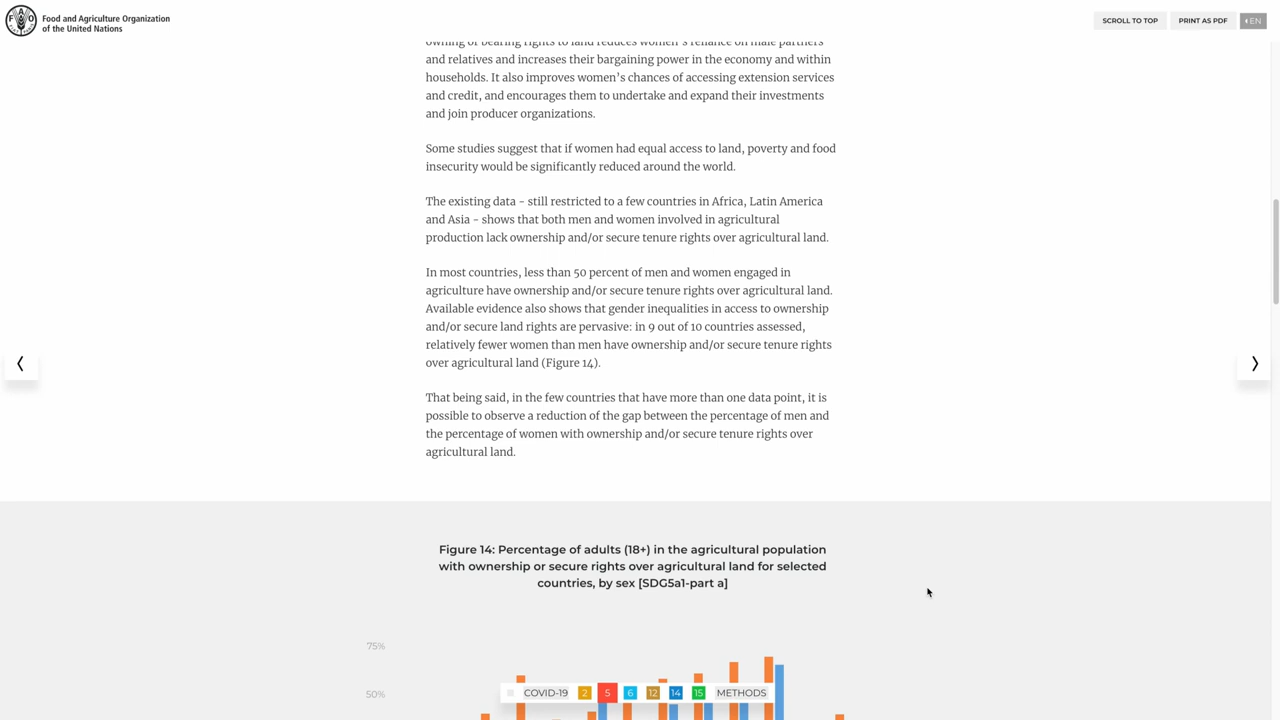 Food and Agriculture Organization
of the United Nations
SCROLL TO TOP
PRINT AS PDF
EN
owning or bearing rights to land reduces women's reliance on male partners
and relatives and increases their bargaining power in the economy and within
households. It also improves women's chances of accessing extension services
and credit, and encourages them to undertake and expand their investments
and join producer organizations.
Some studies suggest that if women had equal access to land, poverty and food
insecurity would be significantly reduced around the world.
The existing data - still restricted to a few countries in Africa, Latin America
and Asia - shows that both men and women involved in agricultural
production lack ownership and/or secure tenure rights over agricultural land.
In most countries, less than 50 percent of men and women engaged in
agriculture have ownership and/or secure tenure rights over agricultural land.
Available evidence also shows that gender inequalities in access to ownership
and/or secure land rights are pervasive: in 9 out of 10 countries assessed,
relatively fewer women than men have ownership and/or secure tenure rights
over agricultural land (Figure 14).
That being said, in the few countries that have more than one data point, it is
possible to observe a reduction of the gap between the percentage of men and
the percentage of women with ownership and/or secure tenure rights over
agricultural land.
Figure 14: Percentage of adults (18+) in the agricultural population
with ownership or secure rights over agricultural land for selected
countries, by sex [SDG5a1-part a]
75%
50%
COVID-19 2 5 6 12 14 15 METHODS